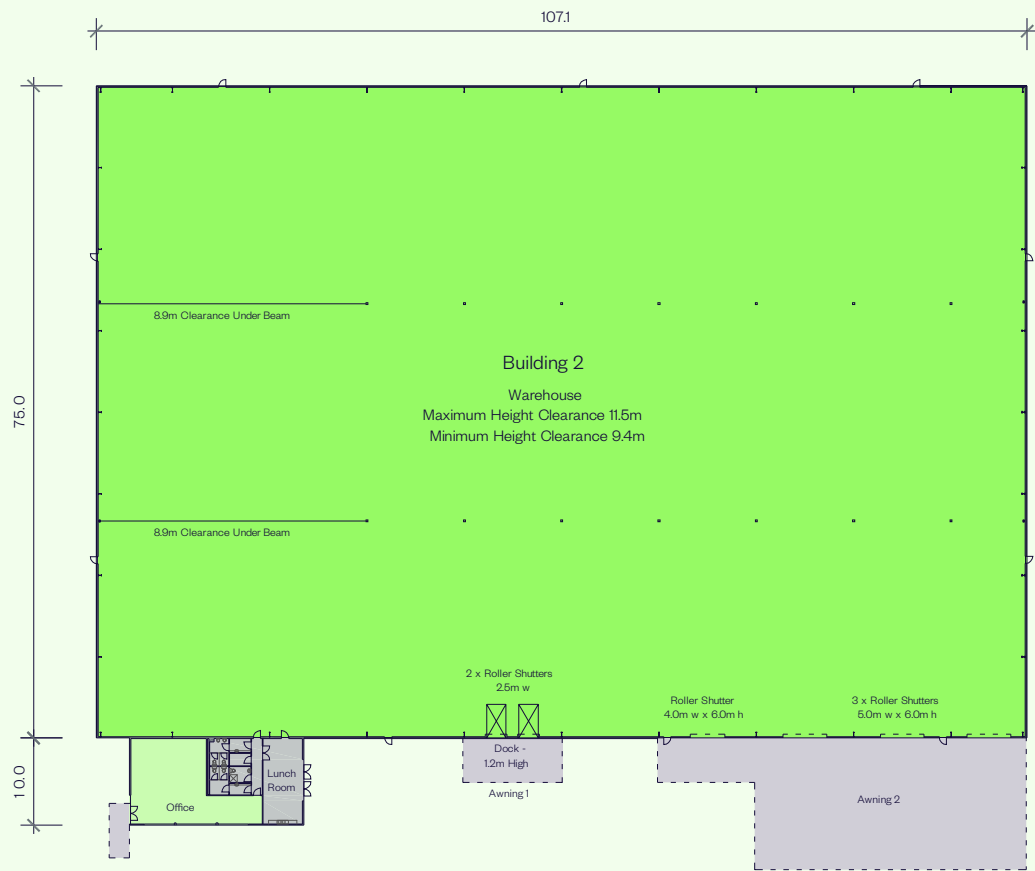 107.1
8.9m Clearance Under Beam
Building 2
Warehouse
Maximum Height Clearance 11.5m
Minimum Height Clearance 9.4m
75.0
8.9m Clearance Under Beam
2 x Roller Shutters
2.5m w
Roller Shutter
4.0m w x 6.0m h
3 x Roller Shutters
5.0m w x 6.0m h
10.0
Dock -
1.2m High
Awning 1
Lunch
Room
Office
Awning 2